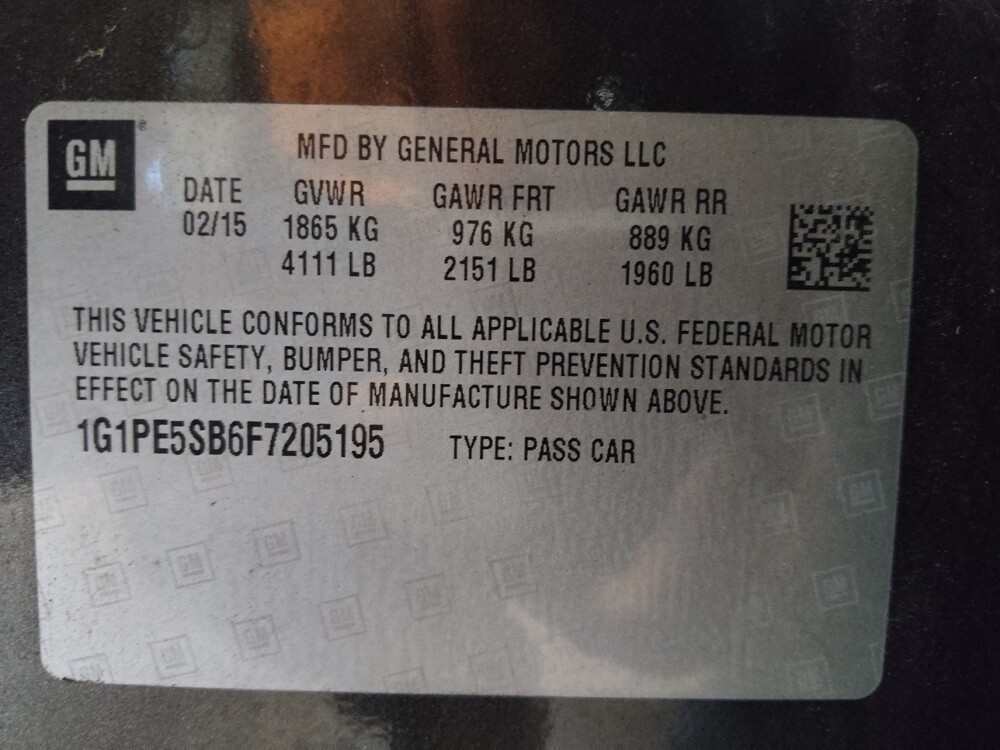 GM
MFD BY GENERAL MOTORS LLC
DATE GVWR GAWR FRT GAWR RR
02/15 1865 KG 976 KG 889 KG
4111 LB 2151 LB 1960 LB
THIS VEHICLE CONFORMS TO ALL APPLICABLE U.S. FEDERAL MOTOR
VEHICLE SAFETY, BUMPER, AND THEFT PREVENTION STANDARDS IN
EFFECT ON THE DATE OF MANUFACTURE SHOWN ABOVE.
1G1PE5SB6F7205195 TYPE: PASS CAR